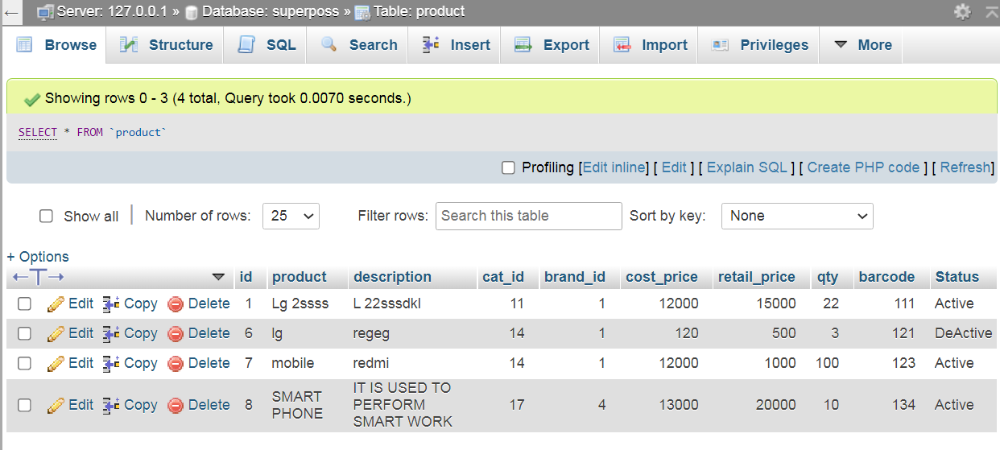 Server: 127.0.0.1 » Database: superposs » Table: product
Browse Structure SQL Search Insert Export Import Privileges More
Showing rows 0 - 3 (4 total, Query took 0.0070 seconds.)
SELECT * FROM `product`
Profiling [Edit inline] [ Edit ] [ Explain SQL ] [ Create PHP code ] [ Refresh]
Show all Number of rows: 25 Filter rows: Search this table Sort by key: None
+ Options
←T→ id product description cat_id brand_id cost_price retail_price qty barcode Status
Edit Copy Delete 1 Lg 2ssss L 22sssdkl 11 1 12000 15000 22 111 Active
Edit Copy Delete 6 lg regeg 14 1 120 500 3 121 DeActive
Edit Copy Delete 7 mobile redmi 14 1 12000 1000 100 123 Active
Edit Copy Delete 8 SMART PHONE IT IS USED TO PERFORM SMART WORK 17 4 13000 20000 10 134 Active